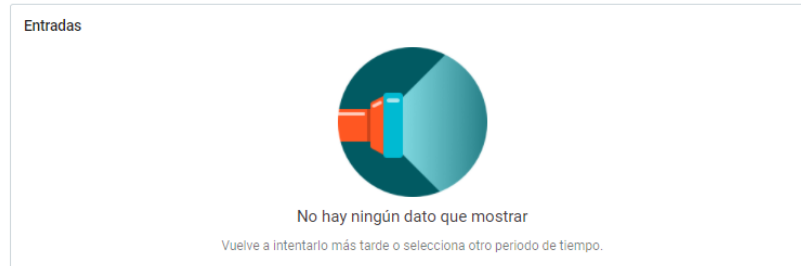 Entradas
No hay ningún dato que mostrar
Vuelve a intentarlo más tarde o selecciona otro periodo de tiempo.